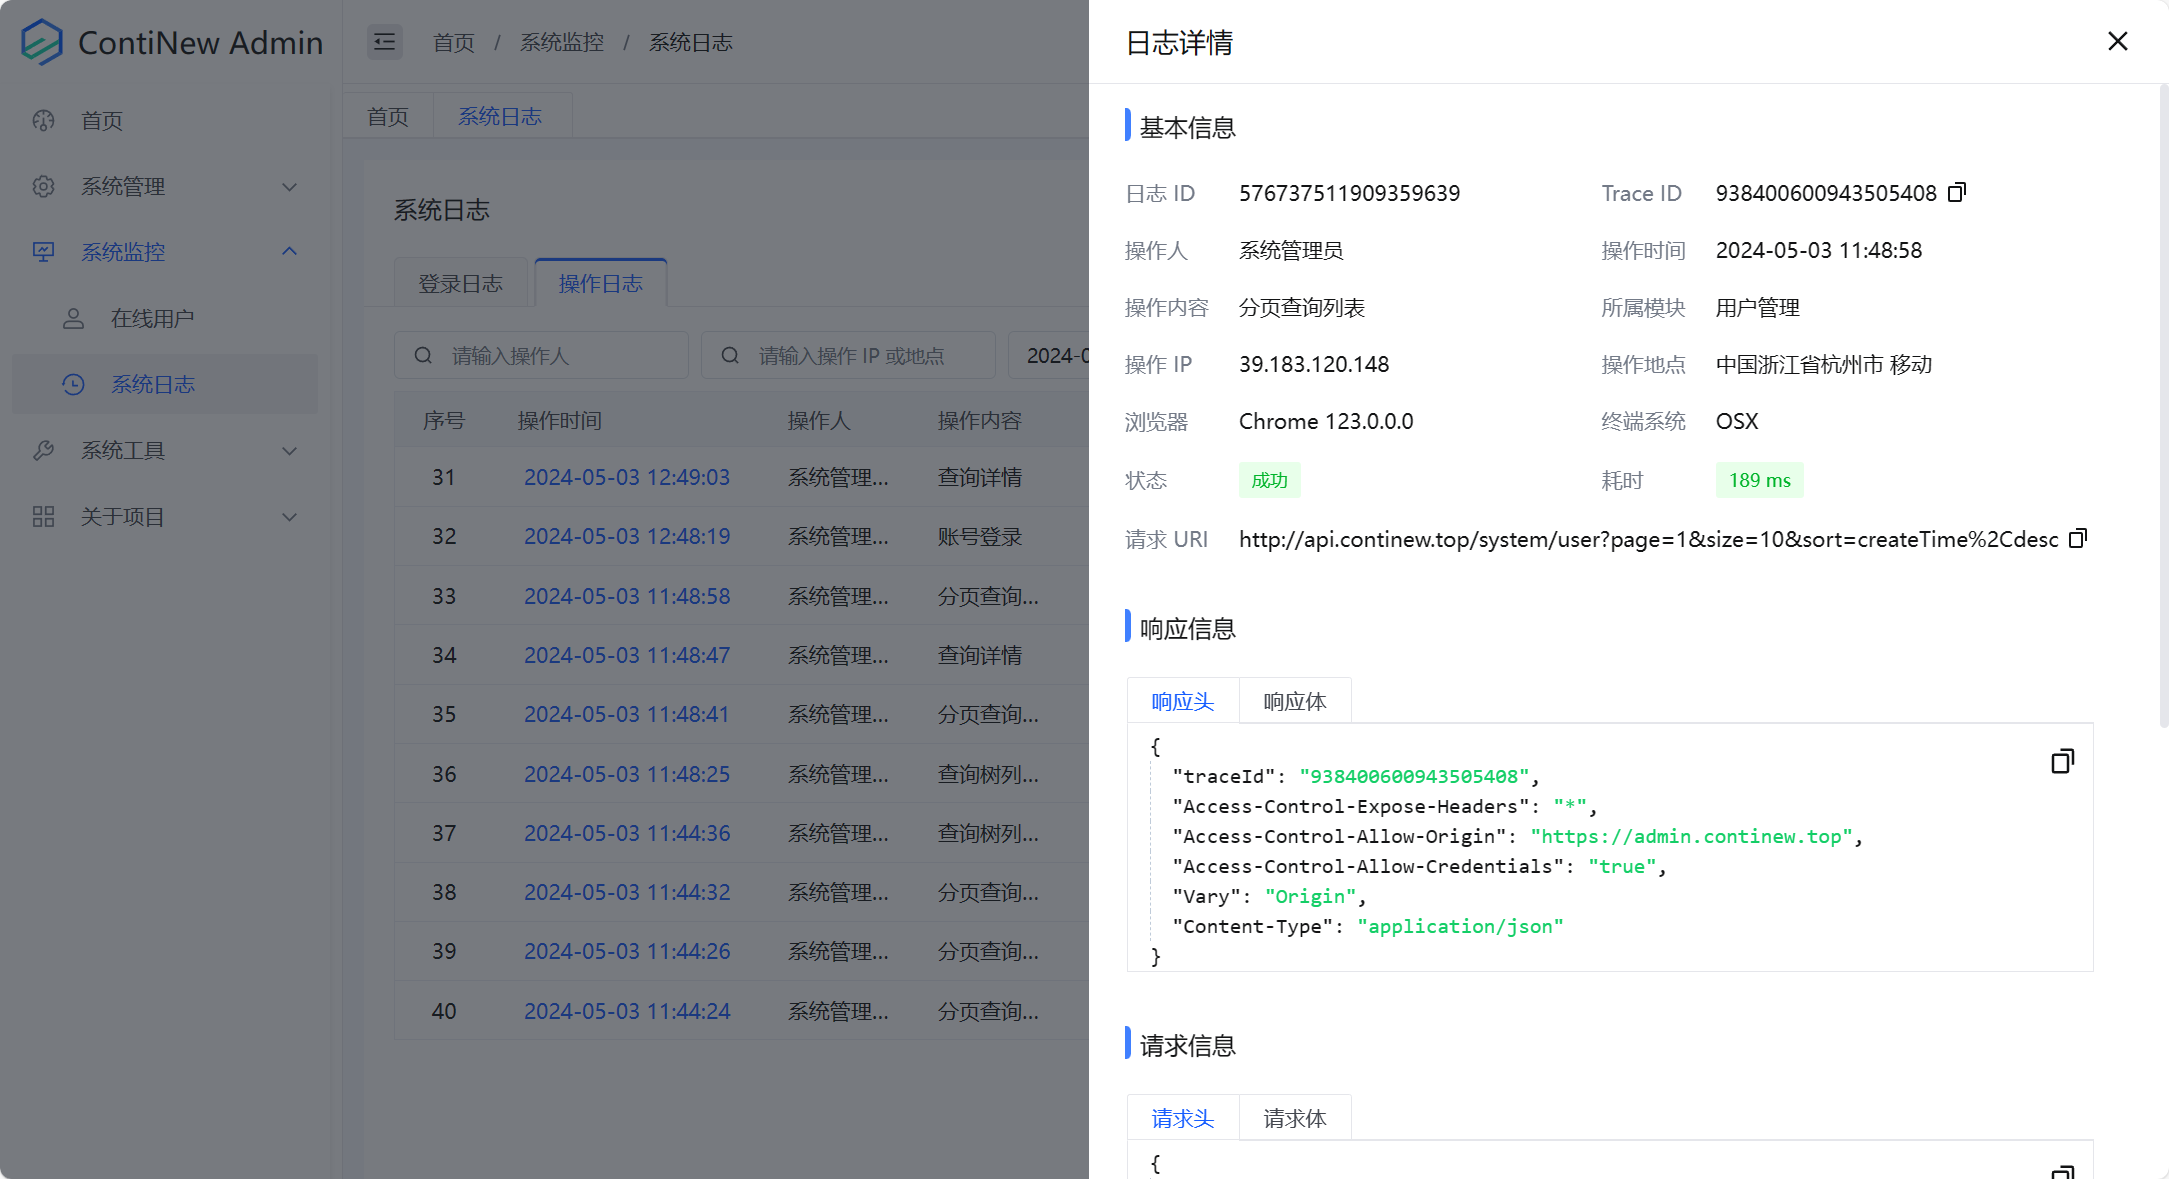 ContiNew Admin
首页 / 系统监控 / 系统日志
首页
系统管理
系统监控
在线用户
系统日志
系统工具
关于项目
首页
系统日志
系统日志
登录日志
操作日志
请输入操作人
请输入操作 IP 或地点
2024-0
序号 操作时间 操作人 操作内容
31 2024-05-03 12:49:03 系统管理... 查询详情
32 2024-05-03 12:48:19 系统管理... 账号登录
33 2024-05-03 11:48:58 系统管理... 分页查询...
34 2024-05-03 11:48:47 系统管理... 查询详情
35 2024-05-03 11:48:41 系统管理... 分页查询...
36 2024-05-03 11:48:25 系统管理... 查询树列...
37 2024-05-03 11:44:36 系统管理... 查询树列...
38 2024-05-03 11:44:32 系统管理... 分页查询...
39 2024-05-03 11:44:26 系统管理... 分页查询...
40 2024-05-03 11:44:24 系统管理... 分页查询...
日志详情
基本信息
日志 ID 576737511909359639 Trace ID 938400600943505408
操作人 系统管理员 操作时间 2024-05-03 11:48:58
操作内容 分页查询列表 所属模块 用户管理
操作 IP 39.183.120.148 操作地点 中国浙江省杭州市 移动
浏览器 Chrome 123.0.0.0 终端系统 OSX
状态 成功 耗时 189 ms
请求 URI http://api.continew.top/system/user?page=1&size=10&sort=createTime%2Cdesc
响应信息
响应头 响应体
{
"traceId": "938400600943505408",
"Access-Control-Expose-Headers": "*",
"Access-Control-Allow-Origin": "https://admin.continew.top",
"Access-Control-Allow-Credentials": "true",
"Vary": "Origin",
"Content-Type": "application/json"
}
请求信息
请求头 请求体
{